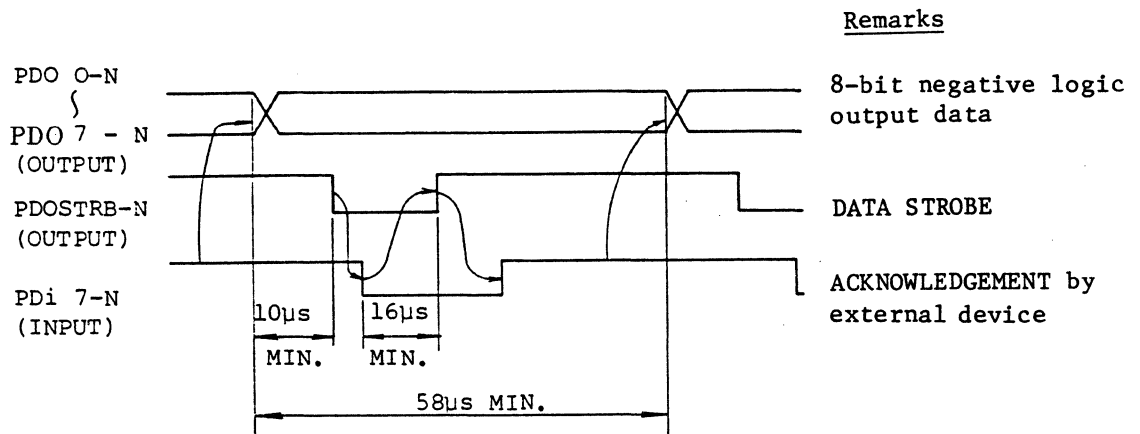 Remarks
PDO 0-N
PDO 7 - N
(OUTPUT)
8-bit negative logic
output data
PDOSTRB-N
(OUTPUT)
DATA STROBE
PDi 7-N
(INPUT)
ACKNOWLEDGEMENT by
external device
10µs
MIN.
16µs
MIN.
58µs MIN.